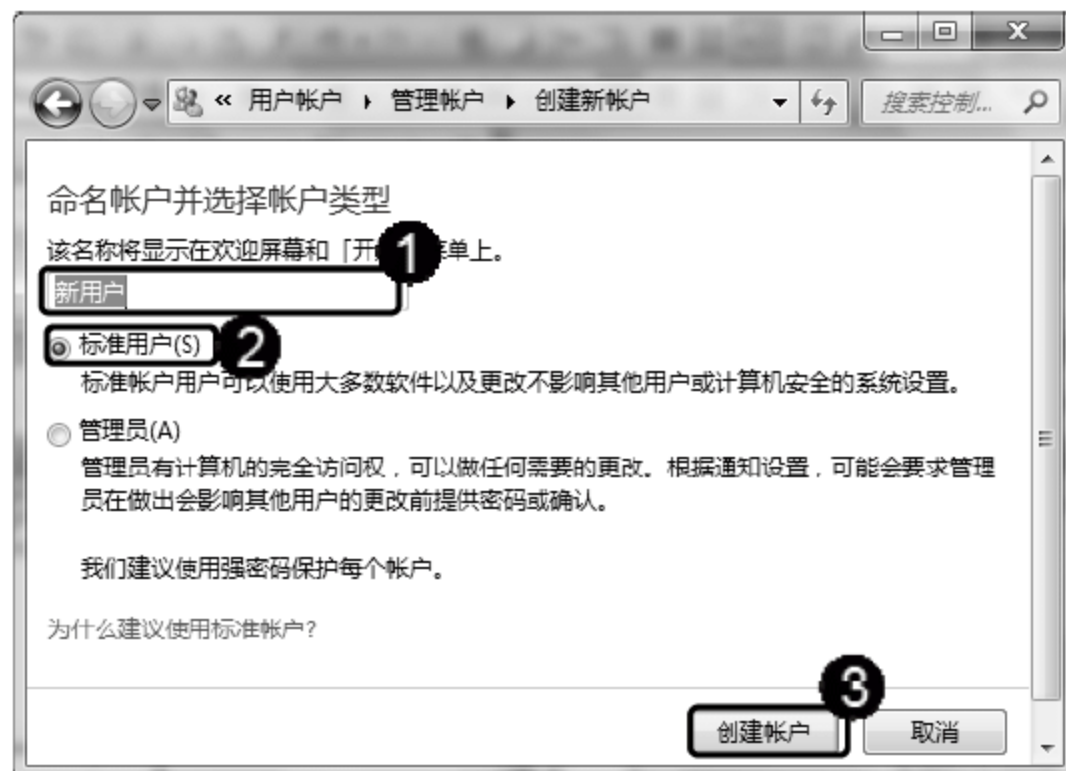 « 用户帐户 ▸ 管理帐户 ▸ 创建新帐户
搜索控制...
命名帐户并选择帐户类型
该名称将显示在欢迎屏幕和「开 单上。
1
新用户
标准用户(S)
2
标准帐户用户可以使用大多数软件以及更改不影响其他用户或计算机安全的系统设置。
管理员(A)
管理员有计算机的完全访问权，可以做任何需要的更改。根据通知设置，可能会要求管理
员在做出会影响其他用户的更改前提供密码或确认。
我们建议使用强密码保护每个帐户。
为什么建议使用标准帐户?
3
创建帐户
取消